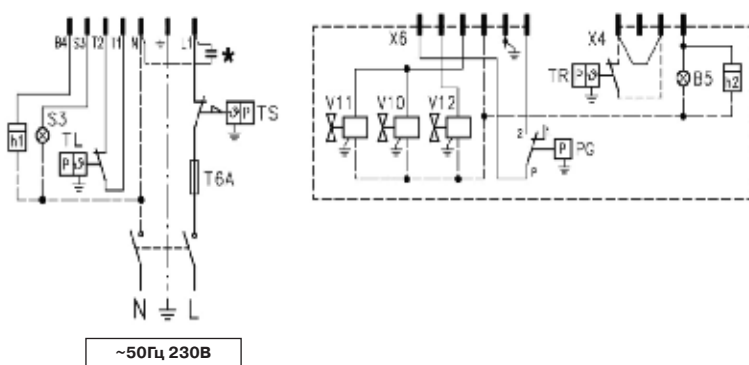 B4 S3 T2 T1 N L1
*
h1
S3
TL
P
TS
P
T6A
N L
~50Гц 230В
X6
X4
TR P
B5
h2
V11 V10 V12
2 1
P
P PG